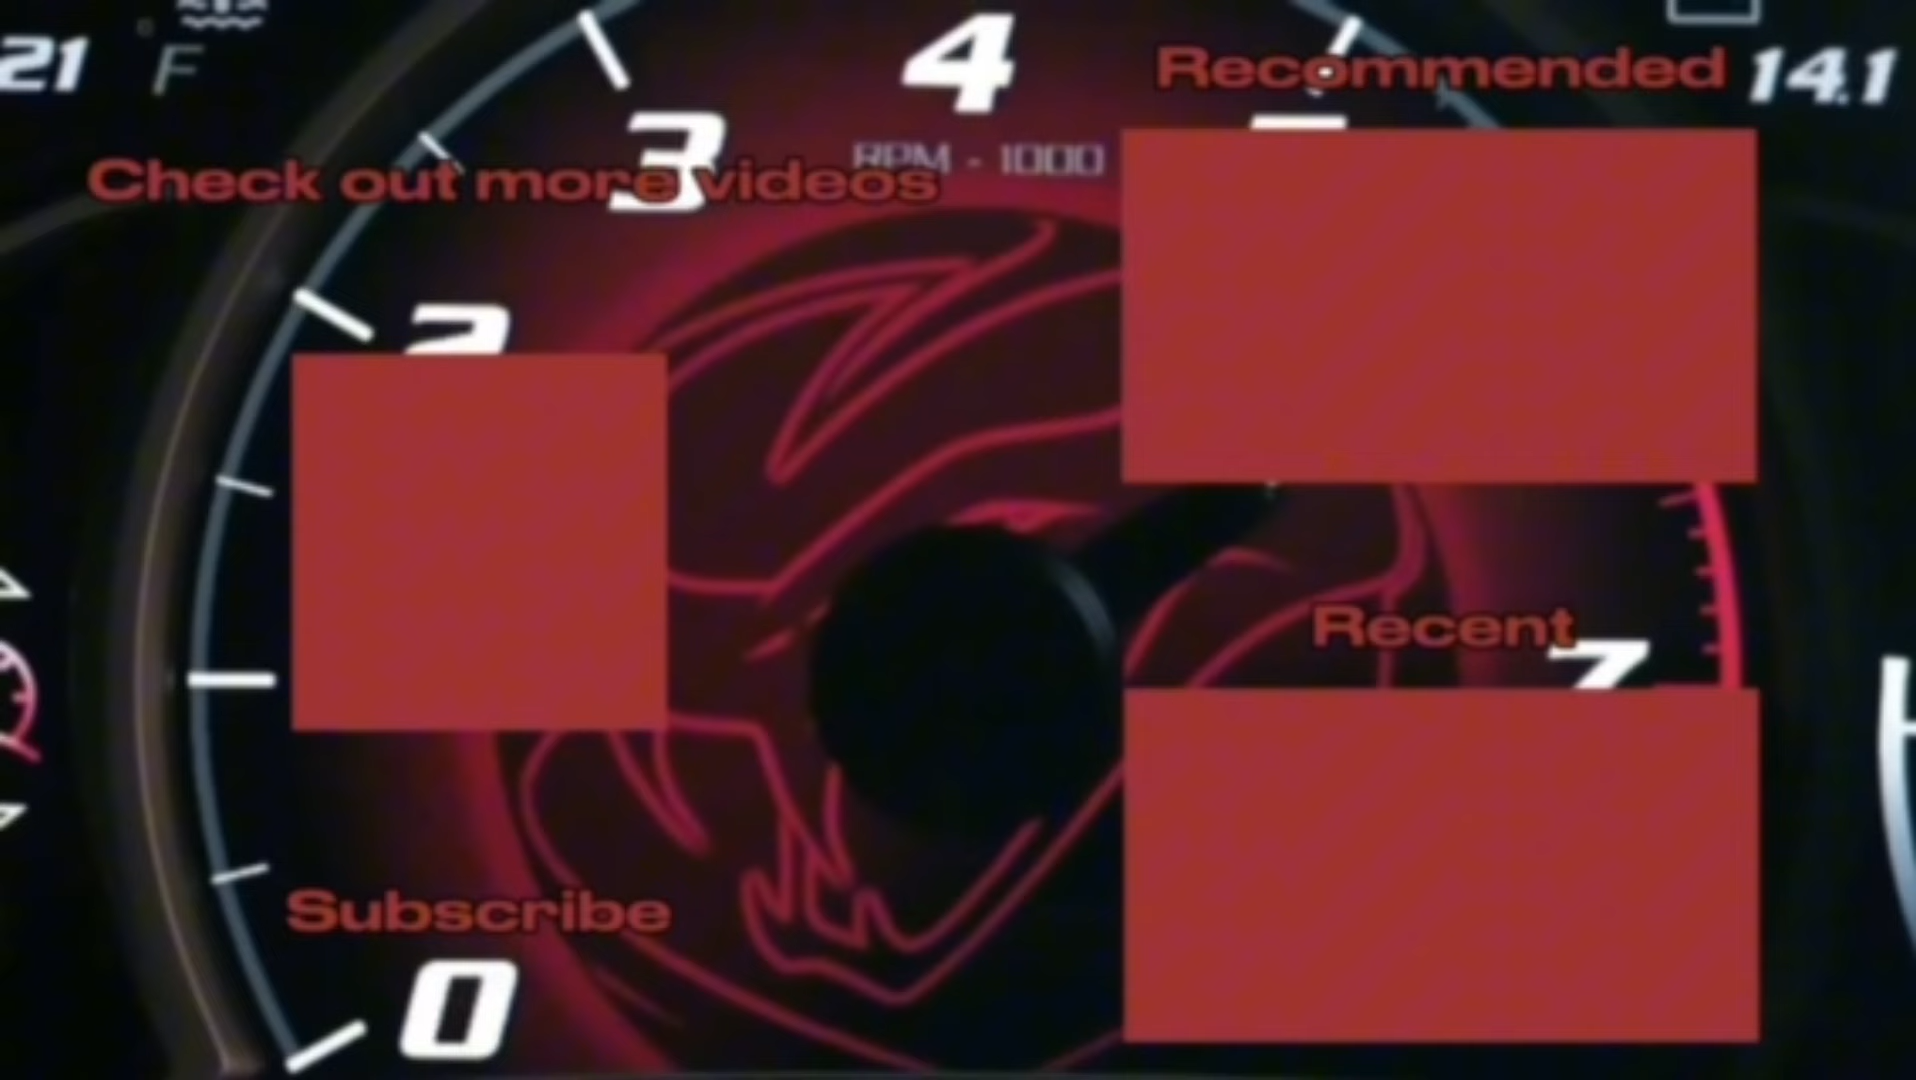 21 F
4
Recommended
14.1
3
RPM - 1000
Check out more videos
2
Recent
7
Subscribe
0